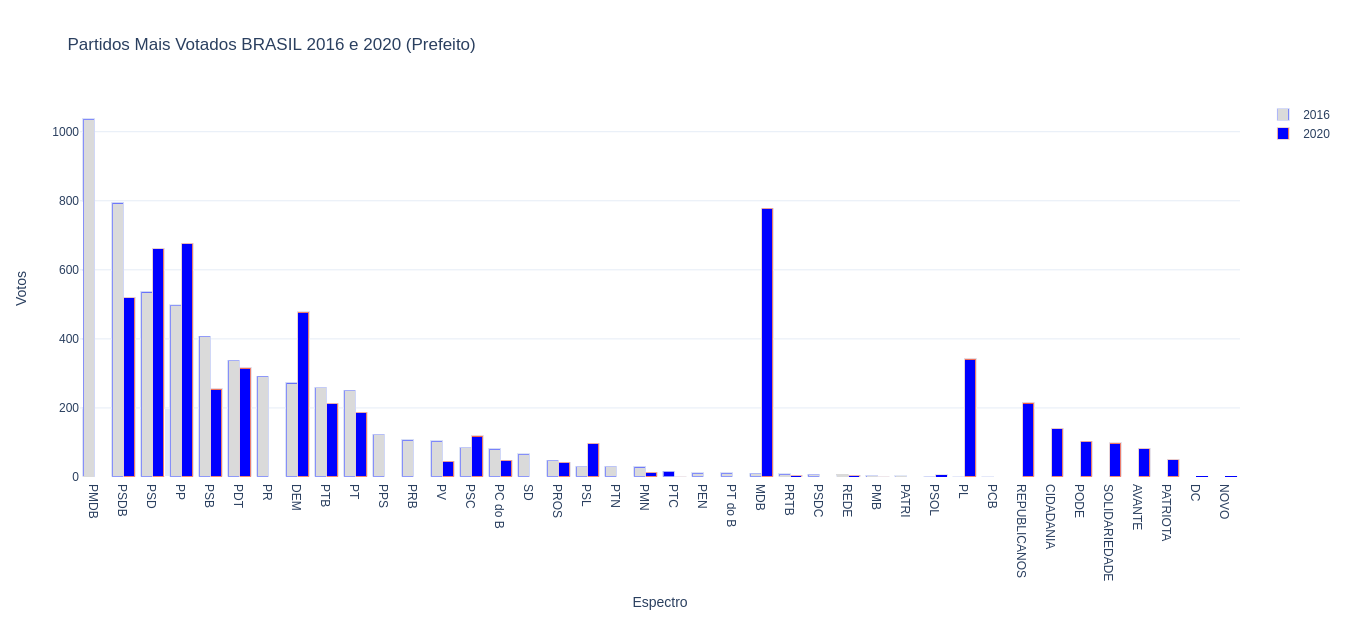 Partidos Mais Votados BRASIL 2016 e 2020 (Prefeito)
2016
2020
Votos
1000
800
600
400
200
0
PMDB
PSDB
PSD
PP
PSB
PDT
PR
DEM
PTB
PT
PPS
PRB
PV
PSC
PC do B
SD
PROS
PSL
PTN
PMN
PTC
PEN
PT do B
MDB
PRTB
PSDC
REDE
PMB
PATRI
PSOL
PL
PCB
REPUBLICANOS
CIDADANIA
PODE
SOLIDARIEDADE
AVANTE
PATRIOTA
DC
NOVO
Espectro